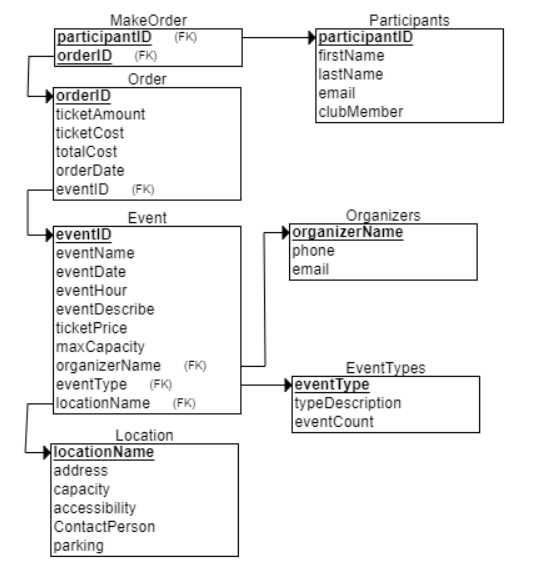 MakeOrder
participantID (FK)
orderID (FK)
Participants
participantID
firstName
lastName
email
clubMember
Order
orderID
ticketAmount
ticketCost
totalCost
orderDate
eventID (FK)
Event
eventID
eventName
eventDate
eventHour
eventDescribe
ticketPrice
maxCapacity
organizerName (FK)
eventType (FK)
locationName (FK)
Organizers
organizerName
phone
email
EventTypes
eventType
typeDescription
eventCount
Location
locationName
address
capacity
accessibility
ContactPerson
parking